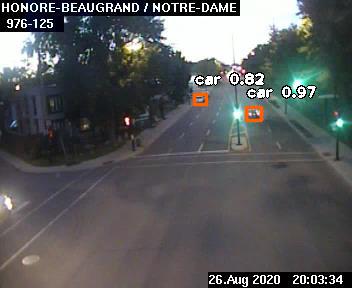 HONORE-BEAUGRAND / NOTRE-DAME
976-125
car 0.82
car 0.97
26.Aug 2020 20:03:34